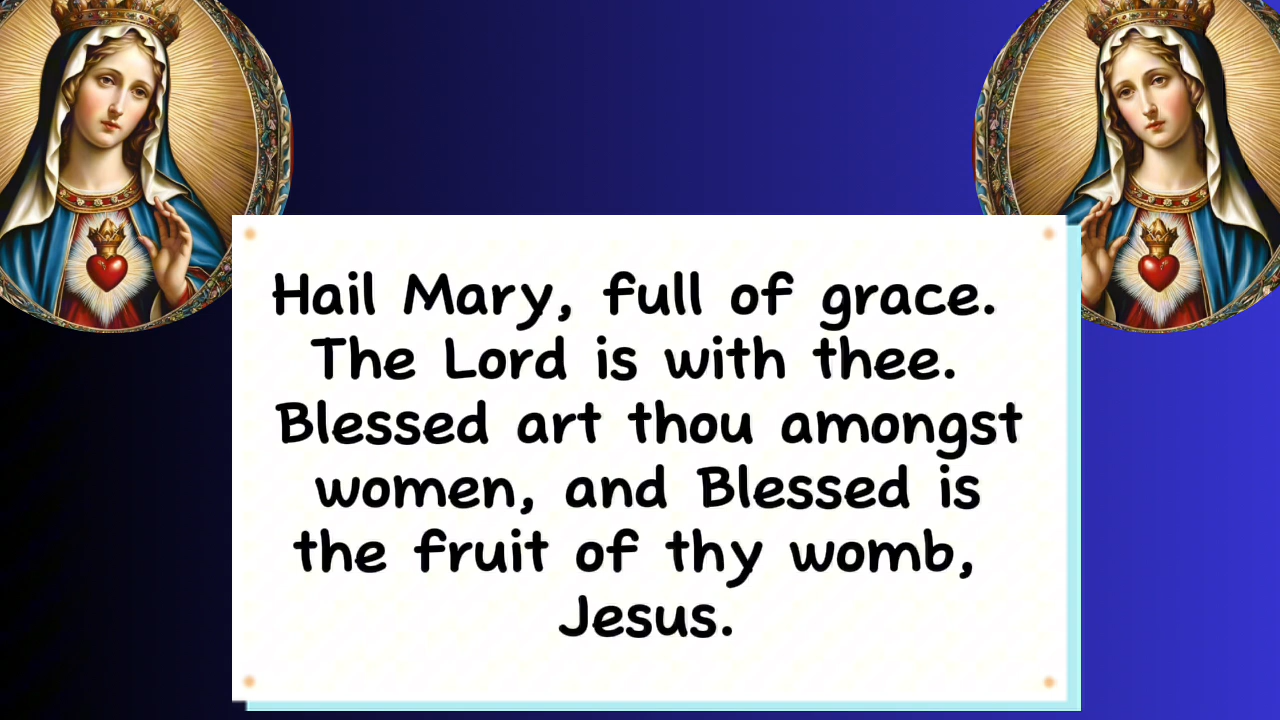 Hail Mary, full of grace.
The Lord is with thee.
Blessed art thou amongst
women, and Blessed is
the fruit of thy womb,
Jesus.